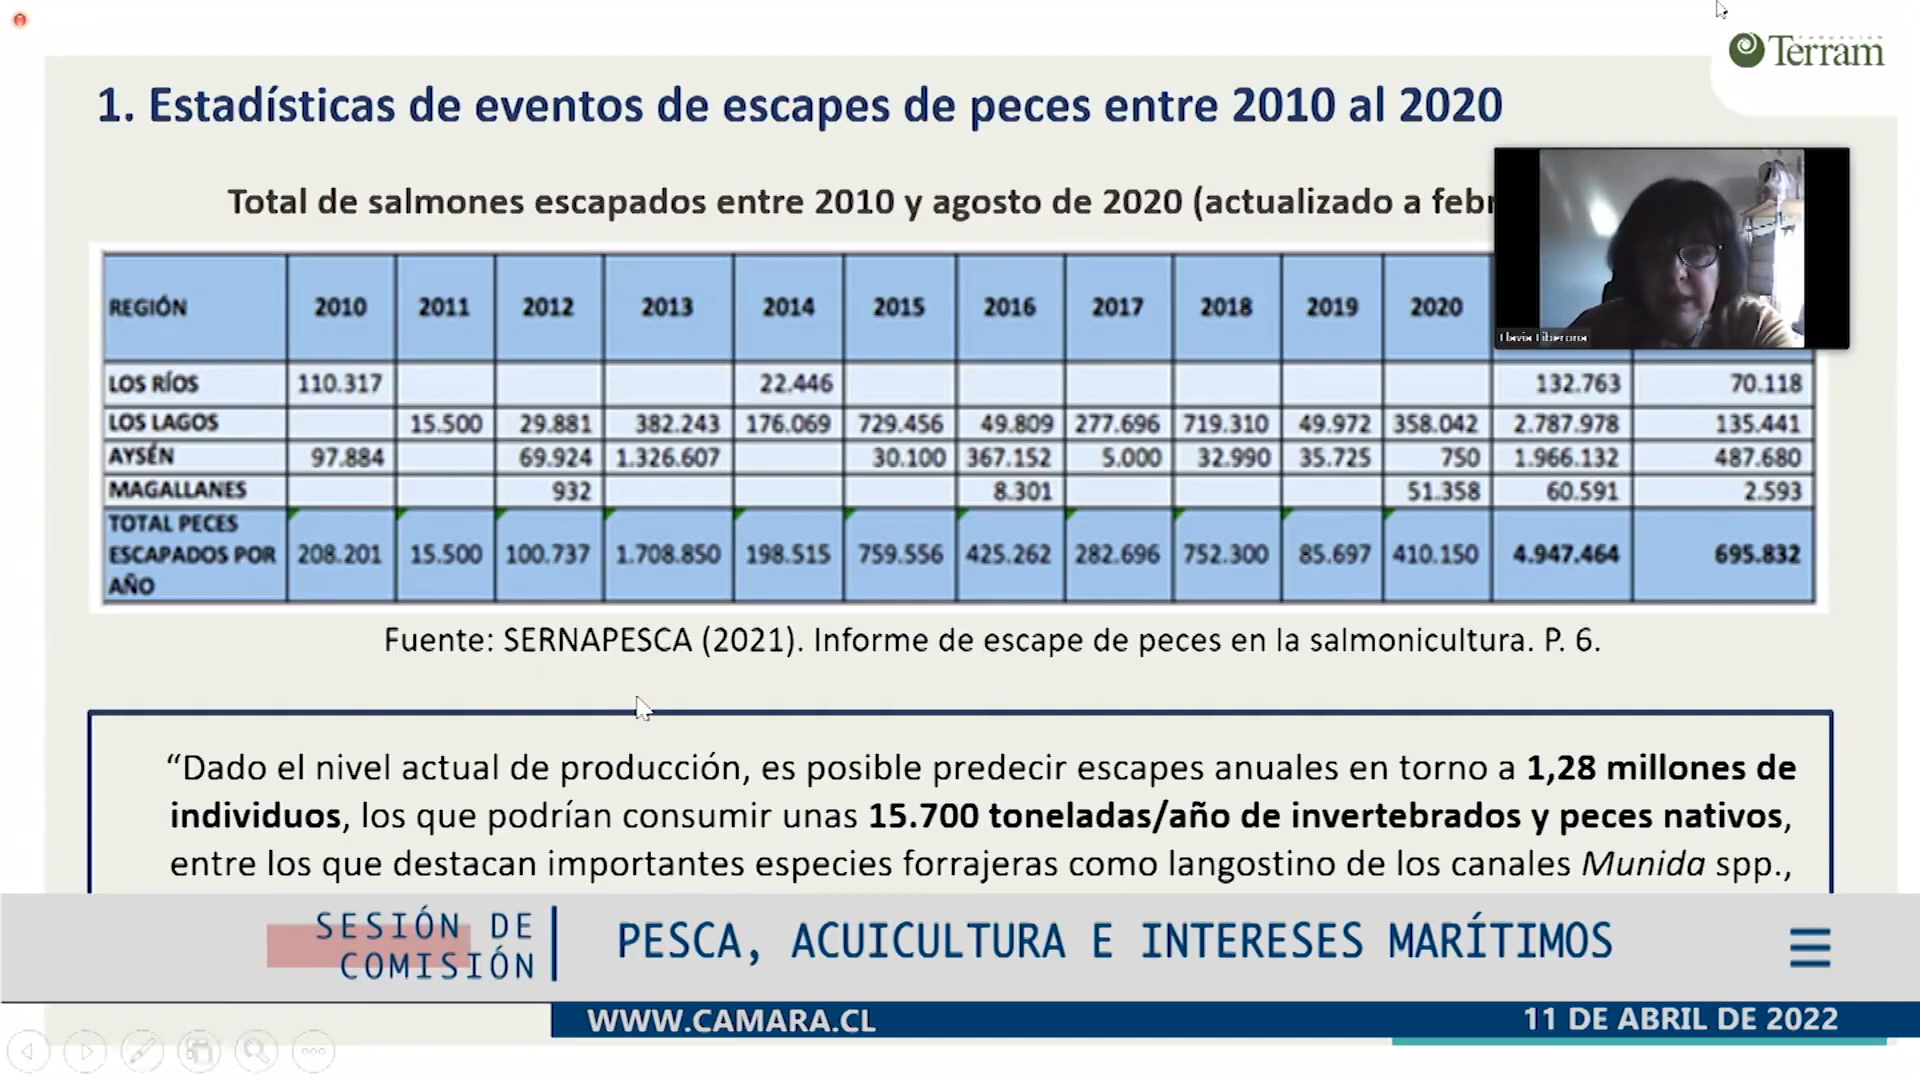 FUNDACIÓN
Terram
1. Estadísticas de eventos de escapes de peces entre 2010 al 2020
Total de salmones escapados entre 2010 y agosto de 2020 (actualizado a febr
Flavia Liberona
REGIÓN 2010 2011 2012 2013 2014 2015 2016 2017 2018 2019 2020
LOS RÍOS 110.317 22.446 132.763 70.118
LOS LAGOS 15.500 29.881 382.243 176.069 729.456 49.809 277.696 719.310 49.972 358.042 2.787.978 135.441
AYSÉN 97.884 69.924 1.326.607 30.100 367.152 5.000 32.990 35.725 750 1.966.132 487.680
MAGALLANES 932 8.301 51.358 60.591 2.593
TOTAL PECES
ESCAPADOS POR 208.201 15.500 100.737 1.708.850 198.515 759.556 425.262 282.696 752.300 85.697 410.150 4.947.464 695.832
AÑO
Fuente: SERNAPESCA (2021). Informe de escape de peces en la salmonicultura. P. 6.
“Dado el nivel actual de producción, es posible predecir escapes anuales en torno a 1,28 millones de
individuos, los que podrían consumir unas 15.700 toneladas/año de invertebrados y peces nativos,
entre los que destacan importantes especies forrajeras como langostino de los canales Munida spp.,
SESIÓN DE
COMISIÓN
PESCA, ACUICULTURA E INTERESES MARÍTIMOS
WWW.CAMARA.CL
11 DE ABRIL DE 2022